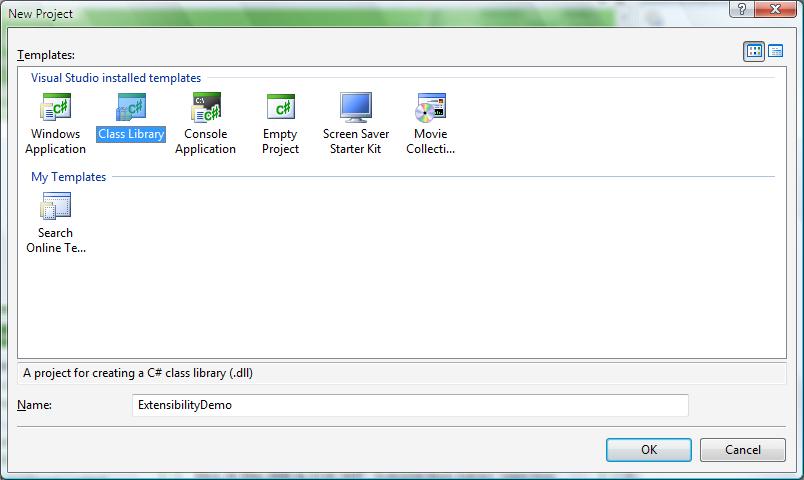 New Project
?
Templates:
Visual Studio installed templates
Windows Application
Class Library
Console Application
Empty Project
Screen Saver Starter Kit
Movie Collecti...
My Templates
Search Online Te...
A project for creating a C# class library (.dll)
Name:
ExtensibilityDemo
OK
Cancel